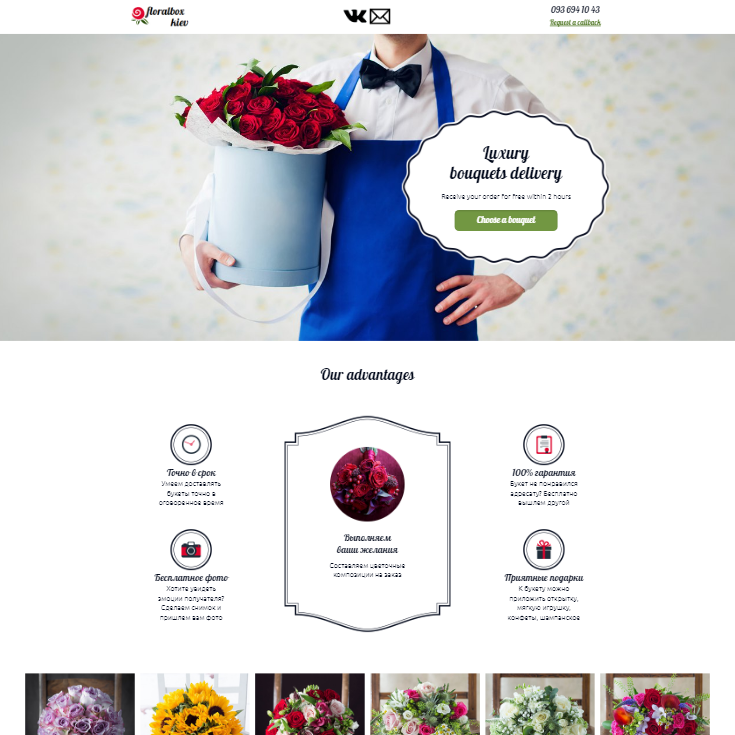 floralbox
kiev
093 694 10 43
Request a callback
Luxury
bouquets delivery
Receive your order for free within 2 hours
Choose a bouquet
Our advantages
Точно в срок
Умеем доставлять
букеты точно в
оговоренное время
Бесплатное фото
Хотите увидеть
эмоции получателя?
Сделаем снимок и
пришлем вам фото
Выполняем
ваши желания
Составляем цветочные
композиции на заказ
100% гарантия
Букет не понравился
адресату? Бесплатно
вышлем другой
Приятные подарки
К букету можно
приложить открытку,
мягкую игрушку,
конфеты, шампанское